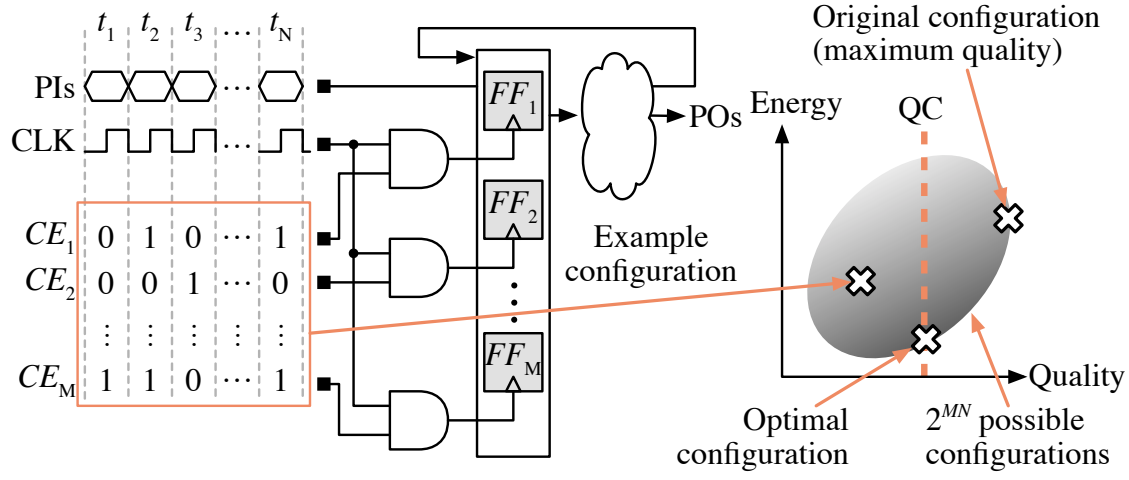 t1 t2 t3 ... tN
PIs ...
CLK ...
CE1 0 1 0 ... 1
CE2 0 0 1 ... 0
⋮ ⋮ ⋮ ⋮ ⋮
CEM 1 1 0 ... 1
FF1
FF2
⋮
FFM
POs
Example
configuration
Original configuration
(maximum quality)
Energy
QC
Quality
Optimal
configuration
2^MN possible
configurations